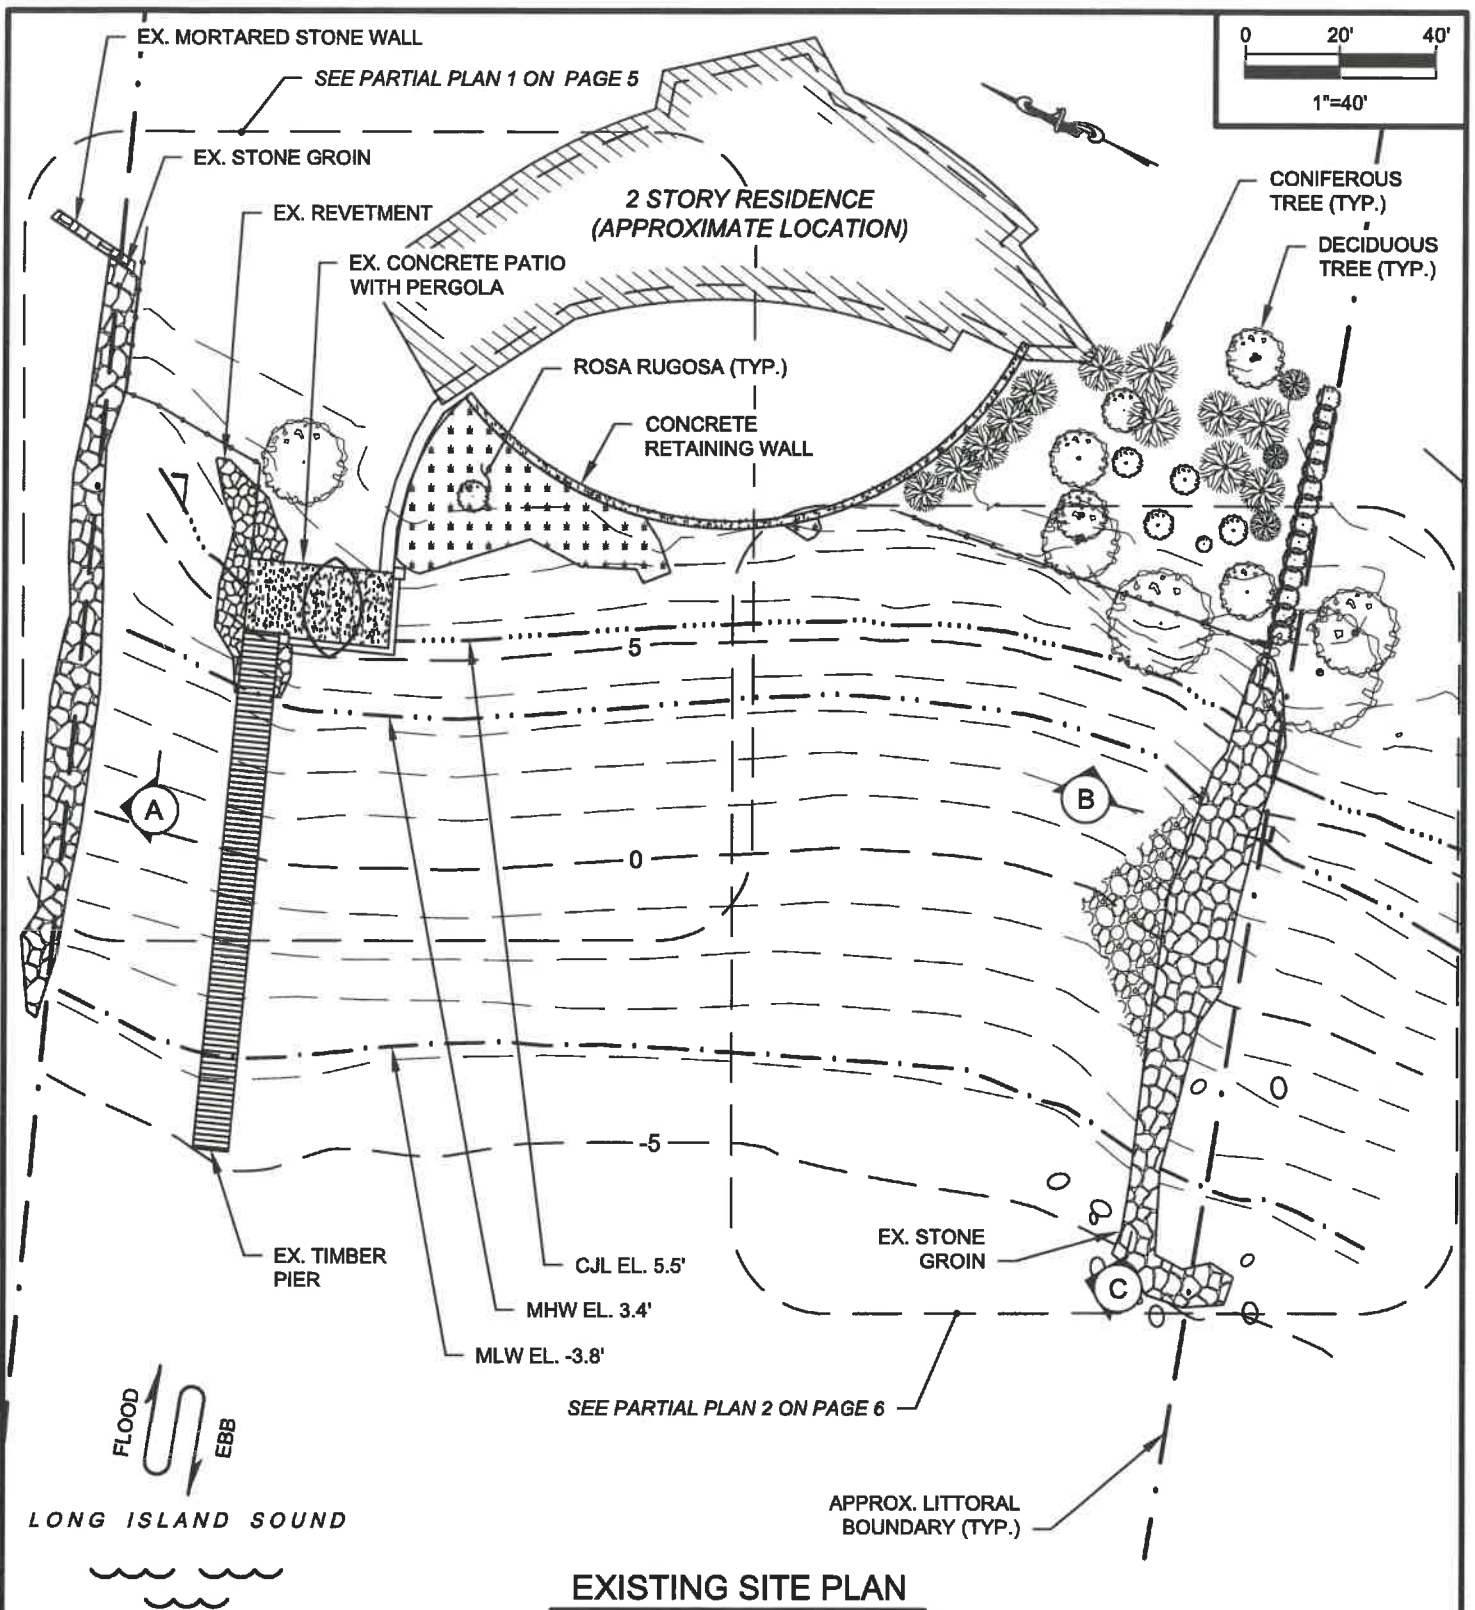 EX. MORTARED STONE WALL
SEE PARTIAL PLAN 1 ON PAGE 5
0 20' 40'
1"=40'
EX. STONE GROIN
EX. REVETMENT
EX. CONCRETE PATIO
WITH PERGOLA
2 STORY RESIDENCE
(APPROXIMATE LOCATION)
CONIFEROUS
TREE (TYP.)
DECIDUOUS
TREE (TYP.)
ROSA RUGOSA (TYP.)
CONCRETE
RETAINING WALL
5
A
B
0
-5
EX. TIMBER
PIER
CJL EL. 5.5'
MHW EL. 3.4'
MLW EL. -3.8'
EX. STONE
GROIN
C
SEE PARTIAL PLAN 2 ON PAGE 6
FLOOD
EBB
LONG ISLAND SOUND
APPROX. LITTORAL
BOUNDARY (TYP.)
EXISTING SITE PLAN